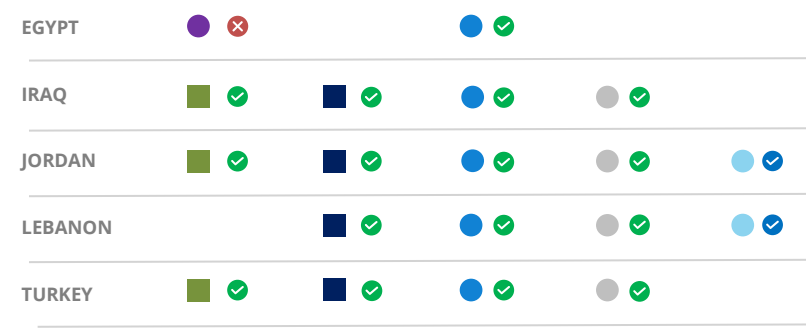 EGYPT
IRAQ
JORDAN
LEBANON
TURKEY